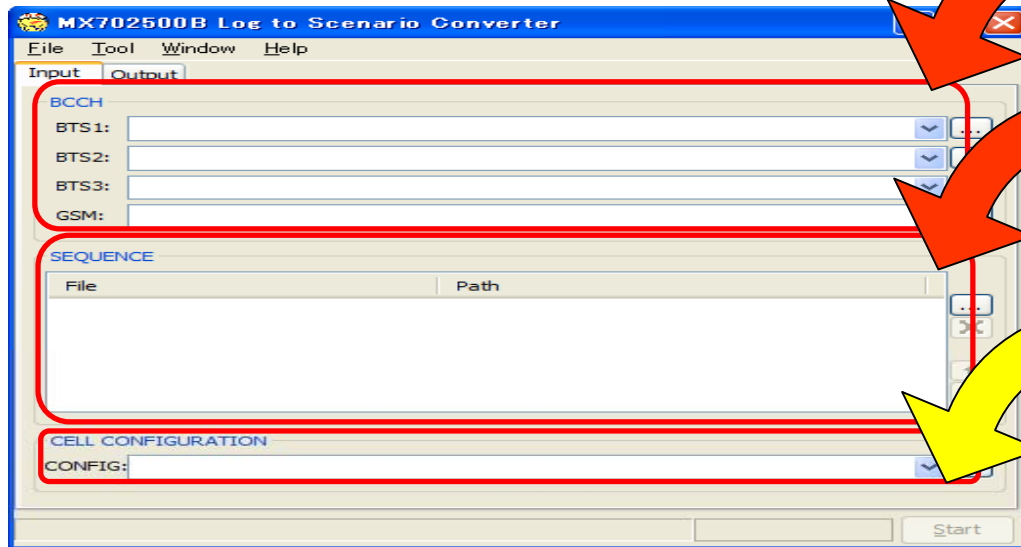 MX702500B Log to Scenario Converter
File Tool Window Help
Input Output
BCCH
BTS1: ...
BTS2:
BTS3:
GSM:
SEQUENCE
File Path
...
CELL CONFIGURATION
CONFIG:
Start